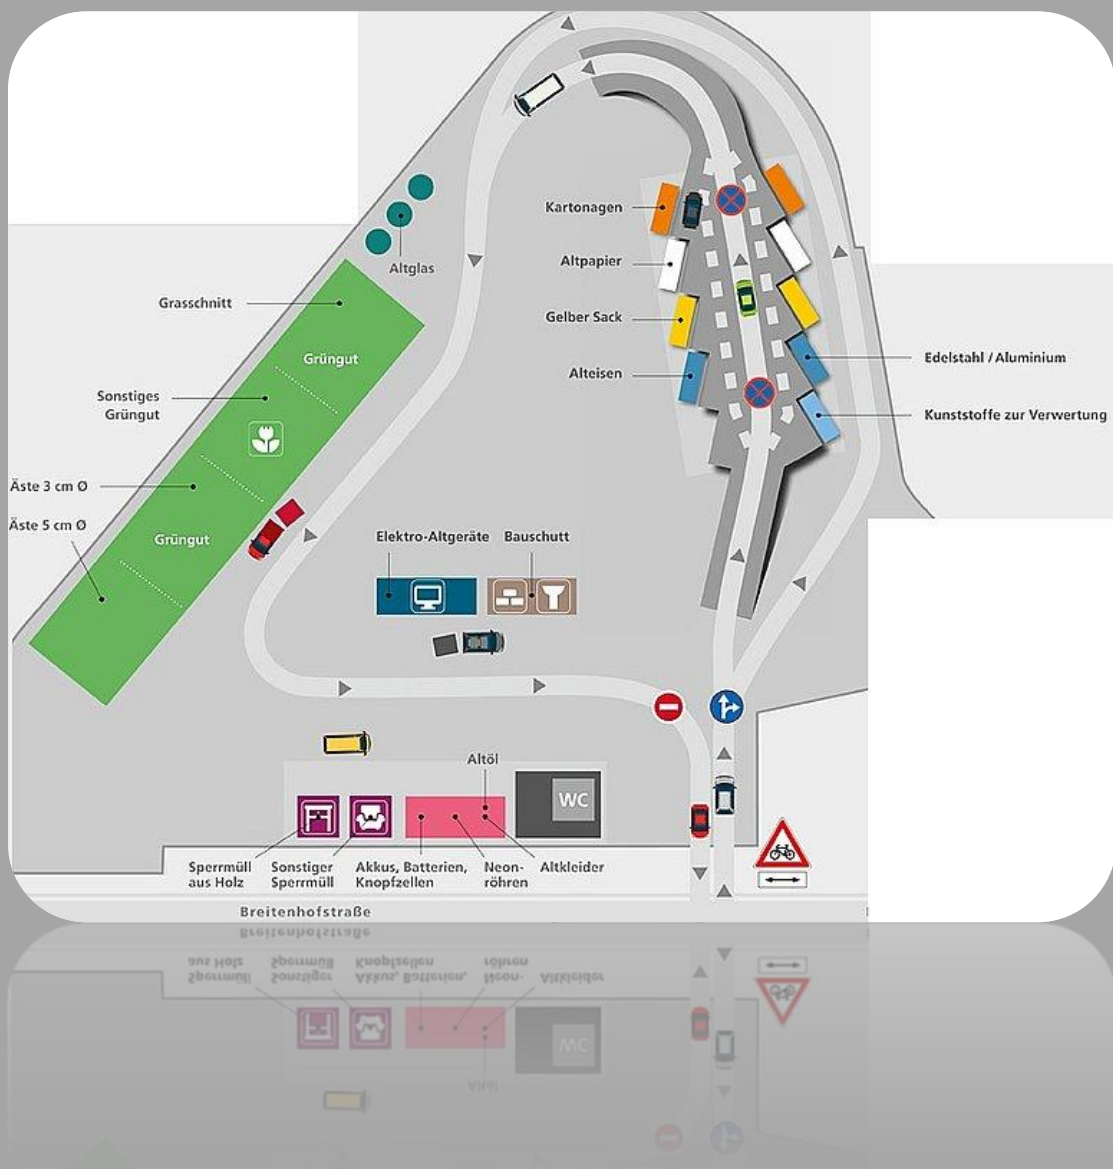 Kartonagen
Altpapier
Gelber Sack
Alteisen
Edelstahl / Aluminium
Kunststoffe zur Verwertung
Altglas
Grasschnitt
Grüngut
Sonstiges
Grüngut
Äste 3 cm Ø
Äste 5 cm Ø
Grüngut
Elektro-Altgeräte
Bauschutt
Altöl
WC
Sperrmüll
aus Holz
Sonstiger
Sperrmüll
Akkus, Batterien,
Knopfzellen
Neon-
röhren
Altkleider
Breitenhofstraße